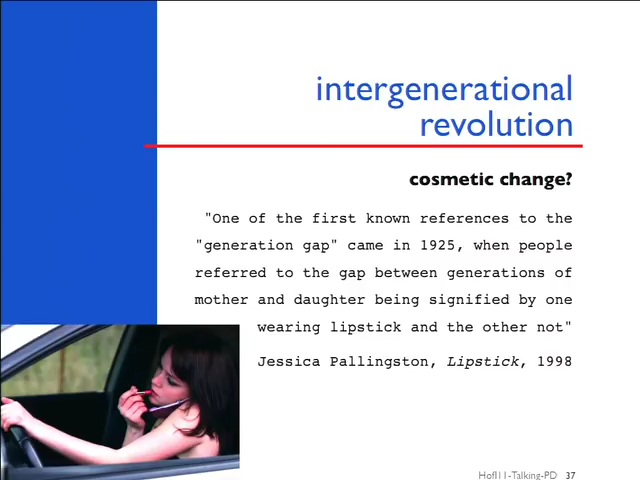 intergenerational
revolution
cosmetic change?
"One of the first known references to the
"generation gap" came in 1925, when people
referred to the gap between generations of
mother and daughter being signified by one
wearing lipstick and the other not"
Jessica Pallingston, Lipstick, 1998
Hofl11-Talking-PD 37